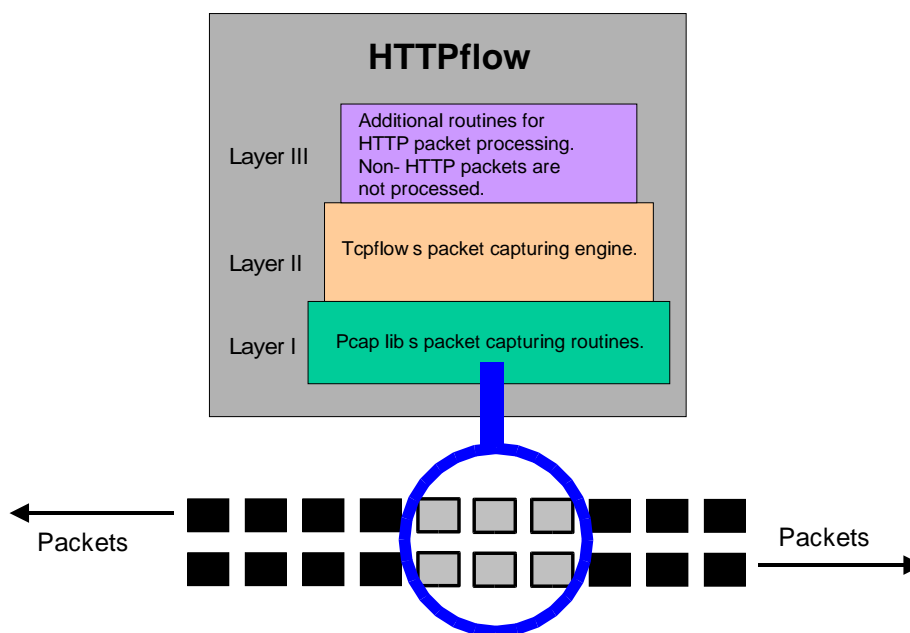 HTTPflow
Layer III
Additional routines for
HTTP packet processing.
Non- HTTP packets are
not processed.
Layer II
Tcpflow s packet capturing engine.
Layer I
Pcap lib s packet capturing routines.
Packets
Packets